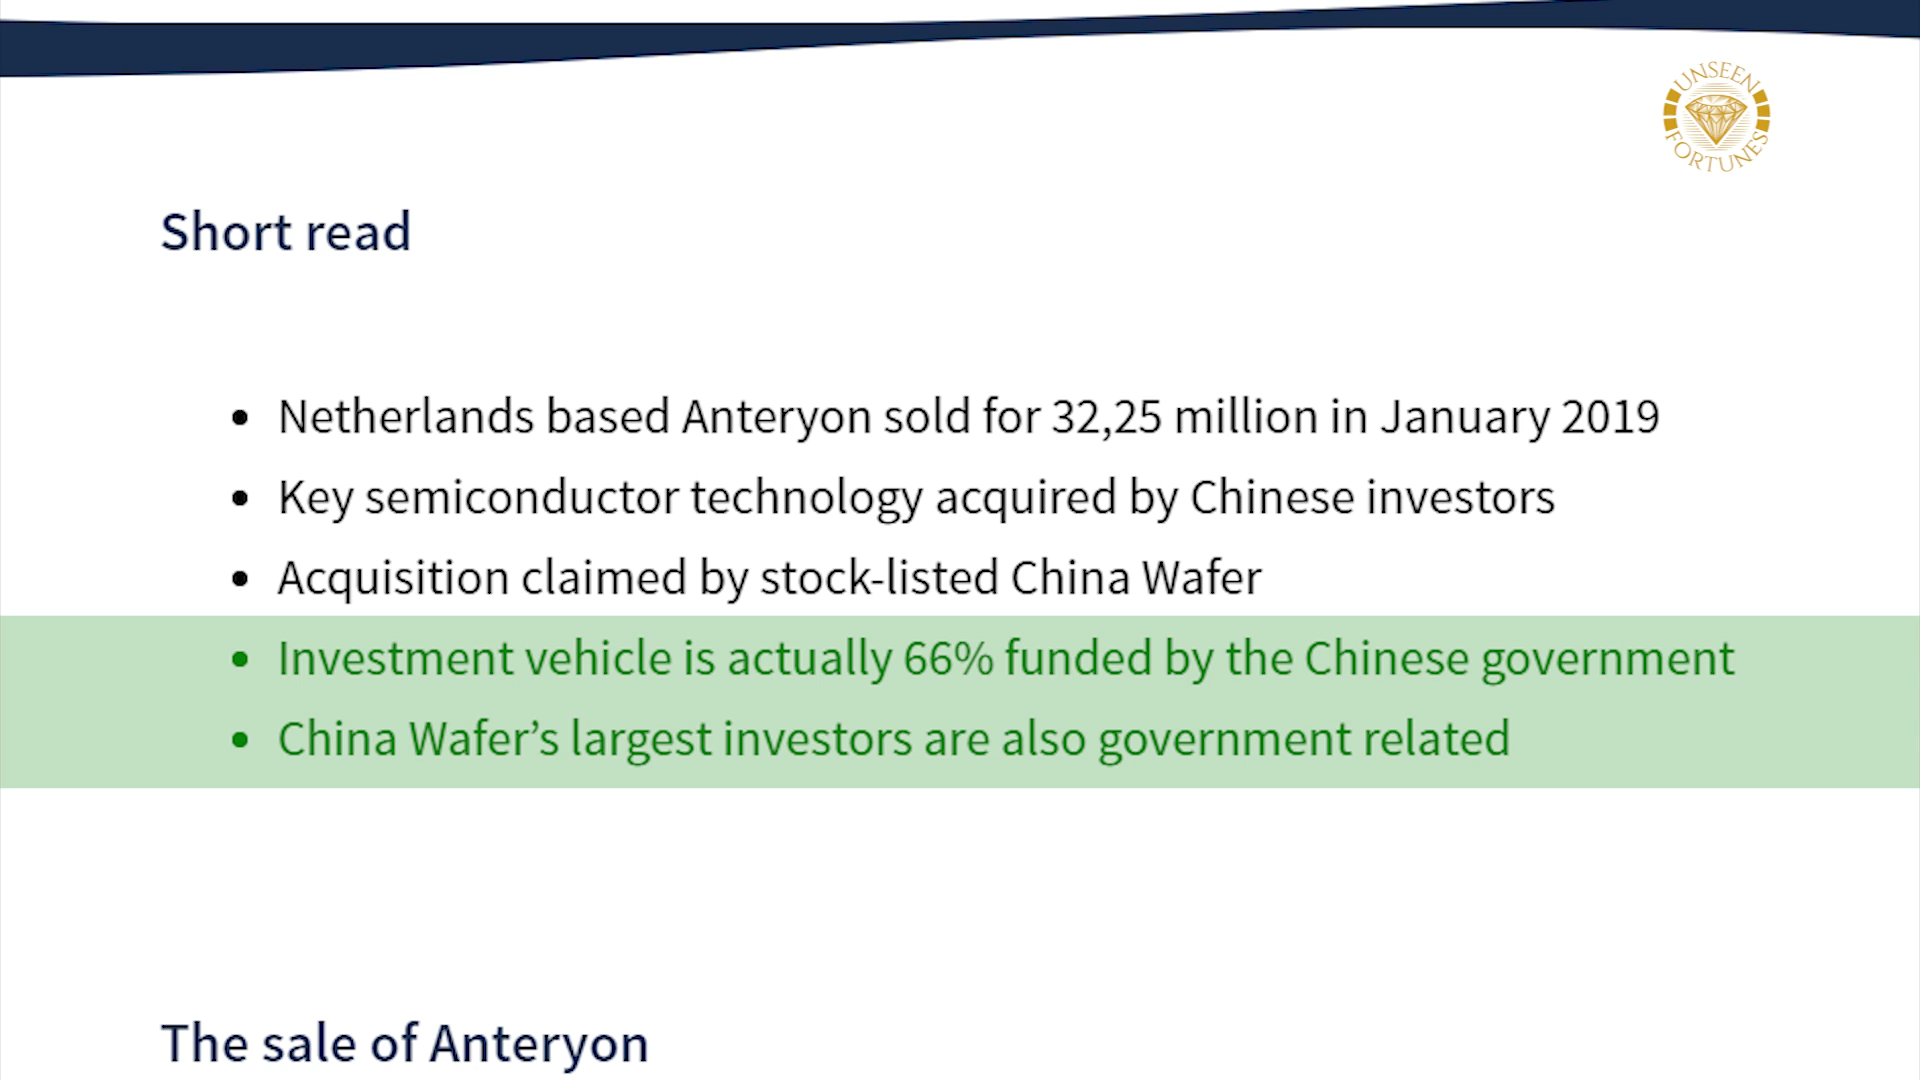 UNSEEN
FORTUNES
Short read
• Netherlands based Anteryon sold for 32,25 million in January 2019
• Key semiconductor technology acquired by Chinese investors
• Acquisition claimed by stock-listed China Wafer
• Investment vehicle is actually 66% funded by the Chinese government
• China Wafer’s largest investors are also government related
The sale of Anteryon